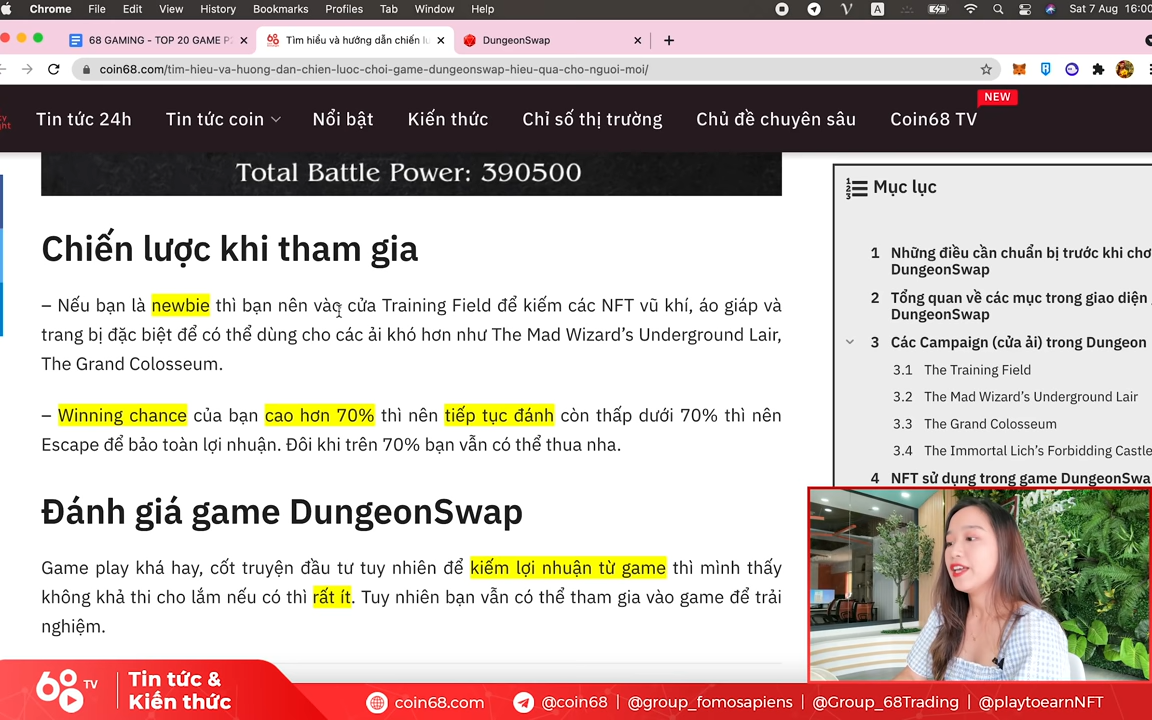 Chrome File Edit View History Bookmarks Profiles Tab Window Help A Sat 7 Aug 16:00
68 GAMING - TOP 20 GAME P2
Tìm hiểu và hướng dẫn chiến lư
DungeonSwap
coin68.com/tim-hieu-va-huong-dan-chien-luoc-choi-game-dungeonswap-hieu-qua-cho-nguoi-moi/
NEW
Tin tức 24h Tin tức coin Nổi bật Kiến thức Chỉ số thị trường Chủ đề chuyên sâu Coin68 TV
Total Battle Power: 390500
Chiến lược khi tham gia
– Nếu bạn là newbie thì bạn nên vào cửa Training Field để kiếm các NFT vũ khí, áo giáp và
trang bị đặc biệt để có thể dùng cho các ải khó hơn như The Mad Wizard’s Underground Lair,
The Grand Colosseum.
– Winning chance của bạn cao hơn 70% thì nên tiếp tục đánh còn thấp dưới 70% thì nên
Escape để bảo toàn lợi nhuận. Đôi khi trên 70% bạn vẫn có thể thua nha.
Đánh giá game DungeonSwap
Game play khá hay, cốt truyện đầu tư tuy nhiên để kiếm lợi nhuận từ game thì mình thấy
không khả thi cho lắm nếu có thì rất ít. Tuy nhiên bạn vẫn có thể tham gia vào game để trải
nghiệm.
Mục lục
1 Những điều cần chuẩn bị trước khi chơ
DungeonSwap
2 Tổng quan về các mục trong giao diện
DungeonSwap
3 Các Campaign (cửa ải) trong Dungeon
3.1 The Training Field
3.2 The Mad Wizard’s Underground Lair
3.3 The Grand Colosseum
3.4 The Immortal Lich’s Forbidding Castle
4 NFT sử dụng trong game DungeonSwa
68 TV
Tin tức &
Kiến thức
coin68.com @coin68 | @group_fomosapiens | @Group_68Trading | @playtoearnNFT